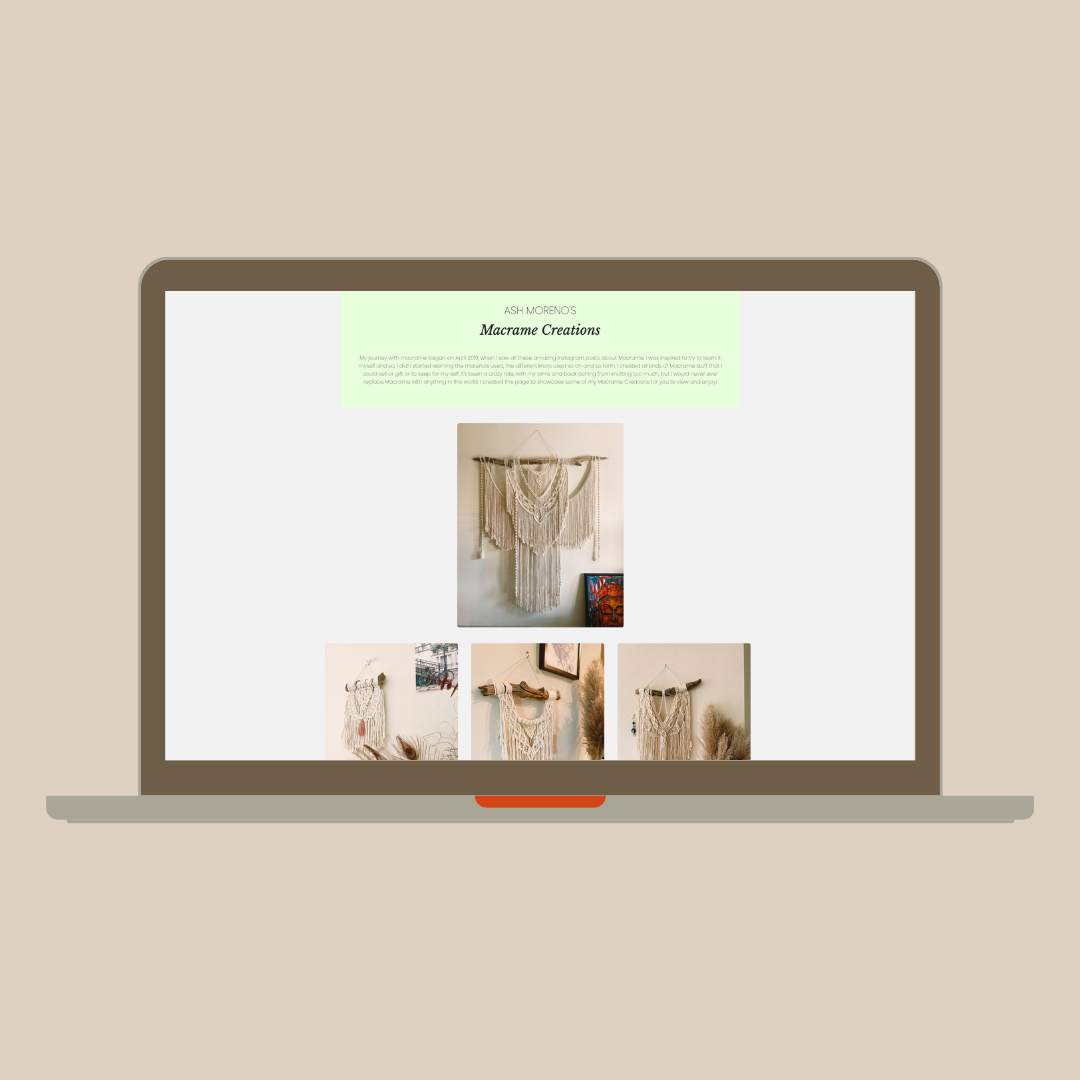 ASH MORENO'S
Macrame Creations
My journey with macrame began on April 2019, when I saw all these amazing Instagram posts about Macrame. I was inspired to try to learn it
myself and so, I did! I started learning the materials used, the different knots used so on and so forth. I created all kinds of Macrame stuff that I
could sell or gift or to keep for my self. It's been a crazy ride, with my arms and back aching from knotting too much, but I would never ever
replace Macrame with anything in this world. I created this page to showcase some of my Macrame Creations for you to view and enjoy!